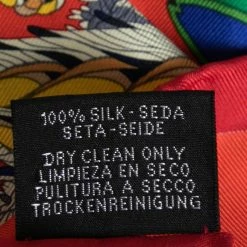 100% SILK-SEDA
SETA-SEIDE
DRY CLEAN ONLY
LIMPIEZA EN SECO
PULITURA A SECCO
TROCKENREINIGUNG